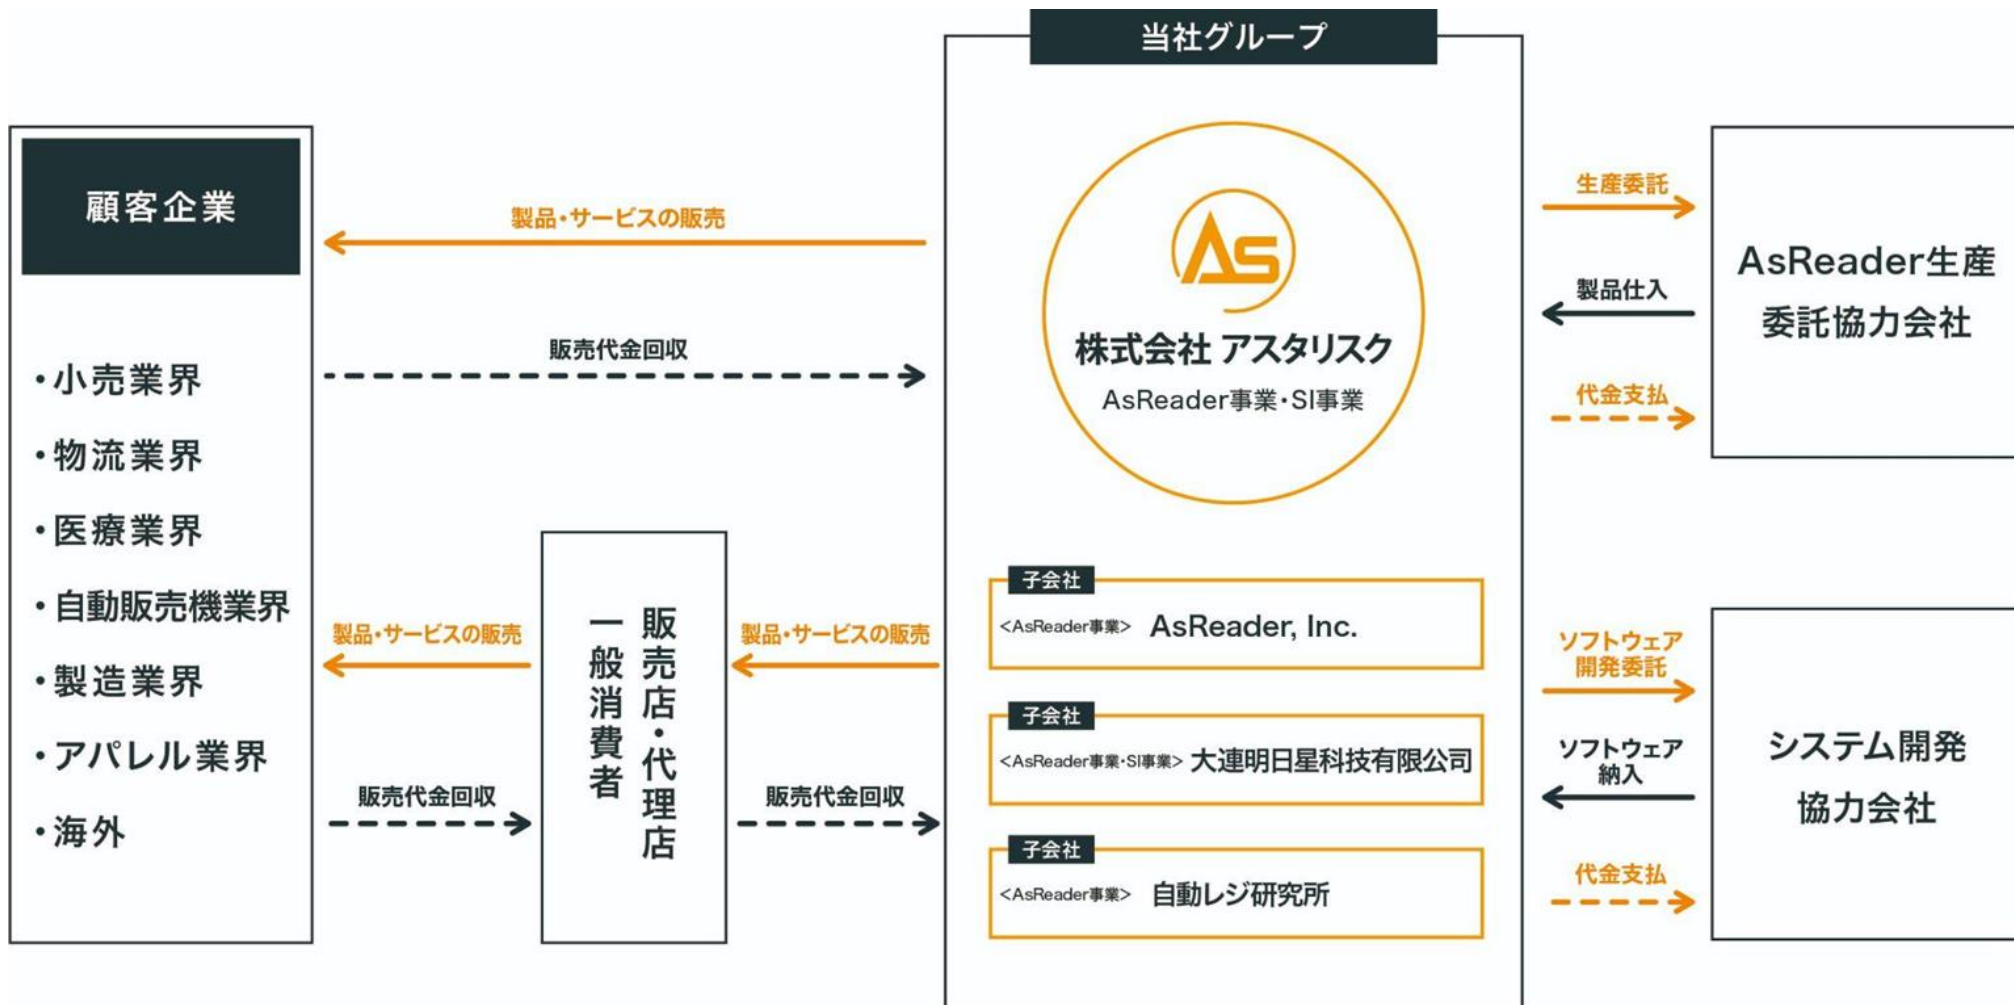 当社グループ
顧客企業
・小売業界
・物流業界
・医療業界
・自動販売機業界
・製造業界
・アパレル業界
・海外
製品・サービスの販売
販売代金回収
製品・サービスの販売
販売代金回収
販売店・代理店
一般消費者
製品・サービスの販売
販売代金回収
As
株式会社 アスタリスク
AsReader事業・SI事業
子会社
<AsReader事業> AsReader, Inc.
子会社
<AsReader事業・SI事業> 大連明日星科技有限公司
子会社
<AsReader事業> 自動レジ研究所
生産委託
製品仕入
代金支払
AsReader生産
委託協力会社
ソフトウェア
開発委託
ソフトウェア
納入
代金支払
システム開発
協力会社